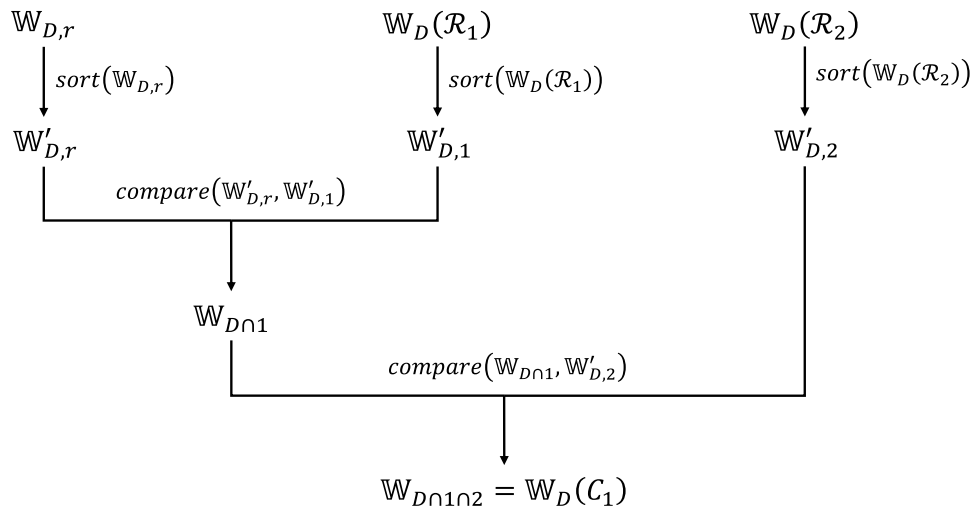 𝕎_{D,r} 𝕎_D(ℛ_1) 𝕎_D(ℛ_2)
sort(𝕎_{D,r}) sort(𝕎_D(ℛ_1)) sort(𝕎_D(ℛ_2))
𝕎′_{D,r} 𝕎′_{D,1} 𝕎′_{D,2}
compare(𝕎′_{D,r}, 𝕎′_{D,1})
𝕎_{D∩1}
compare(𝕎_{D∩1}, 𝕎′_{D,2})
𝕎_{D∩1∩2} = 𝕎_D(C_1)